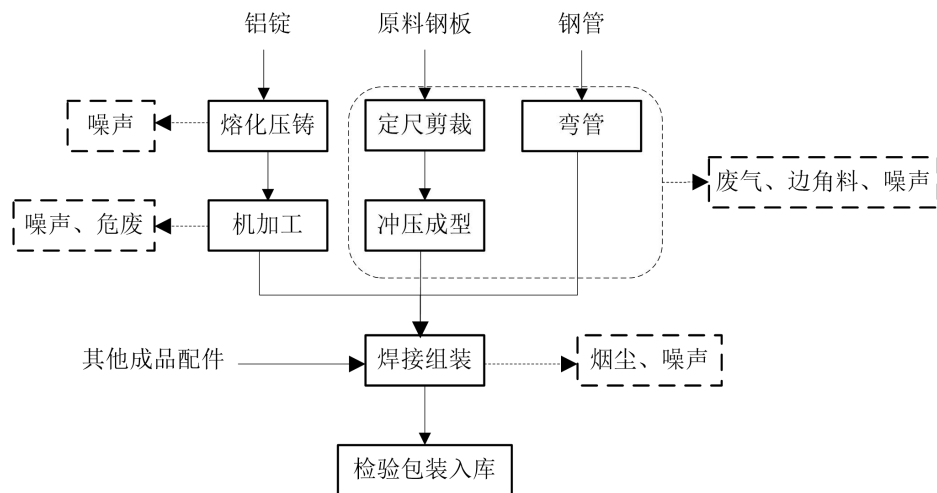 铝锭
原料钢板
钢管
噪声
熔化压铸
定尺剪裁
弯管
废气、边角料、噪声
噪声、危废
机加工
冲压成型
其他成品配件
焊接组装
烟尘、噪声
检验包装入库